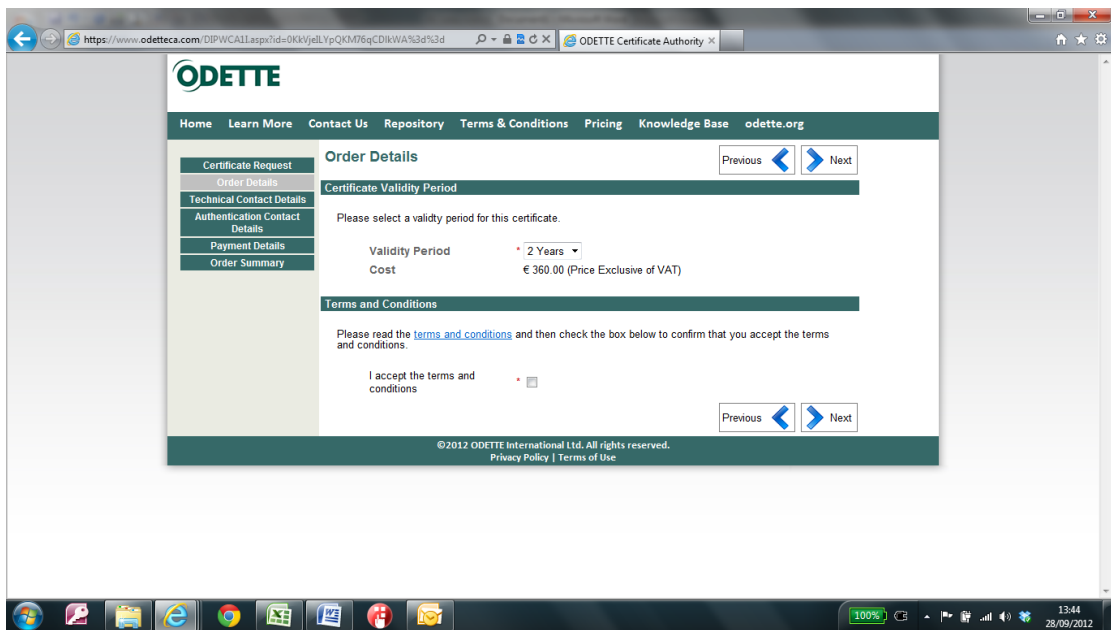 https://www.odetteca.com/DIPWCA1I.aspx?id=0KkVjeILYpQKM76qCDIkWA%3d%3d
ODETTE Certificate Authority
ODETTE
Home Learn More Contact Us Repository Terms & Conditions Pricing Knowledge Base odette.org
Certificate Request
Order Details
Technical Contact Details
Authentication Contact
Details
Payment Details
Order Summary
Order Details
Previous Next
Certificate Validity Period
Please select a validty period for this certificate.
Validity Period * 2 Years
Cost € 360.00 (Price Exclusive of VAT)
Terms and Conditions
Please read the terms and conditions and then check the box below to confirm that you accept the terms
and conditions.
I accept the terms and
conditions *
Previous Next
©2012 ODETTE International Ltd. All rights reserved.
Privacy Policy | Terms of Use
100%
13:44
28/09/2012